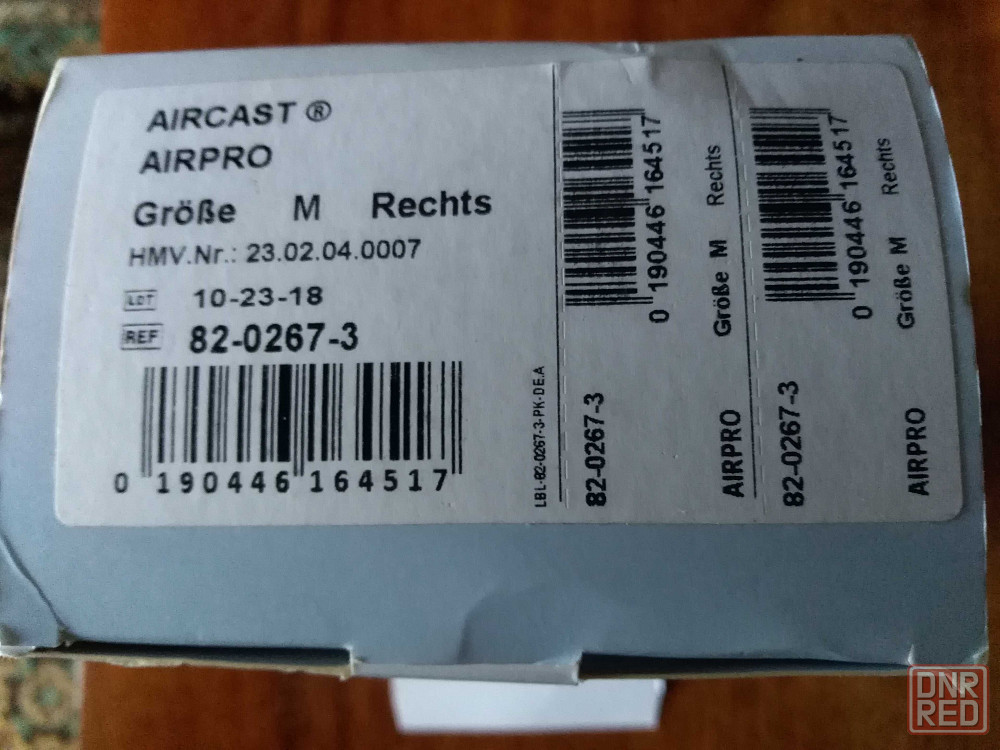 AIRCAST ®
AIRPRO
Größe M Rechts
HMV.Nr.: 23.02.04.0007
LOT 10-23-18
REF 82-0267-3
0 190446 164517
LBL-82-0267-3-PK-DE.A
0 190446 164517
82-0267-3
Größe M Rechts
AIRPRO
0 190446 164517
82-0267-3
Größe M Rechts
AIRPRO
DNR
RED